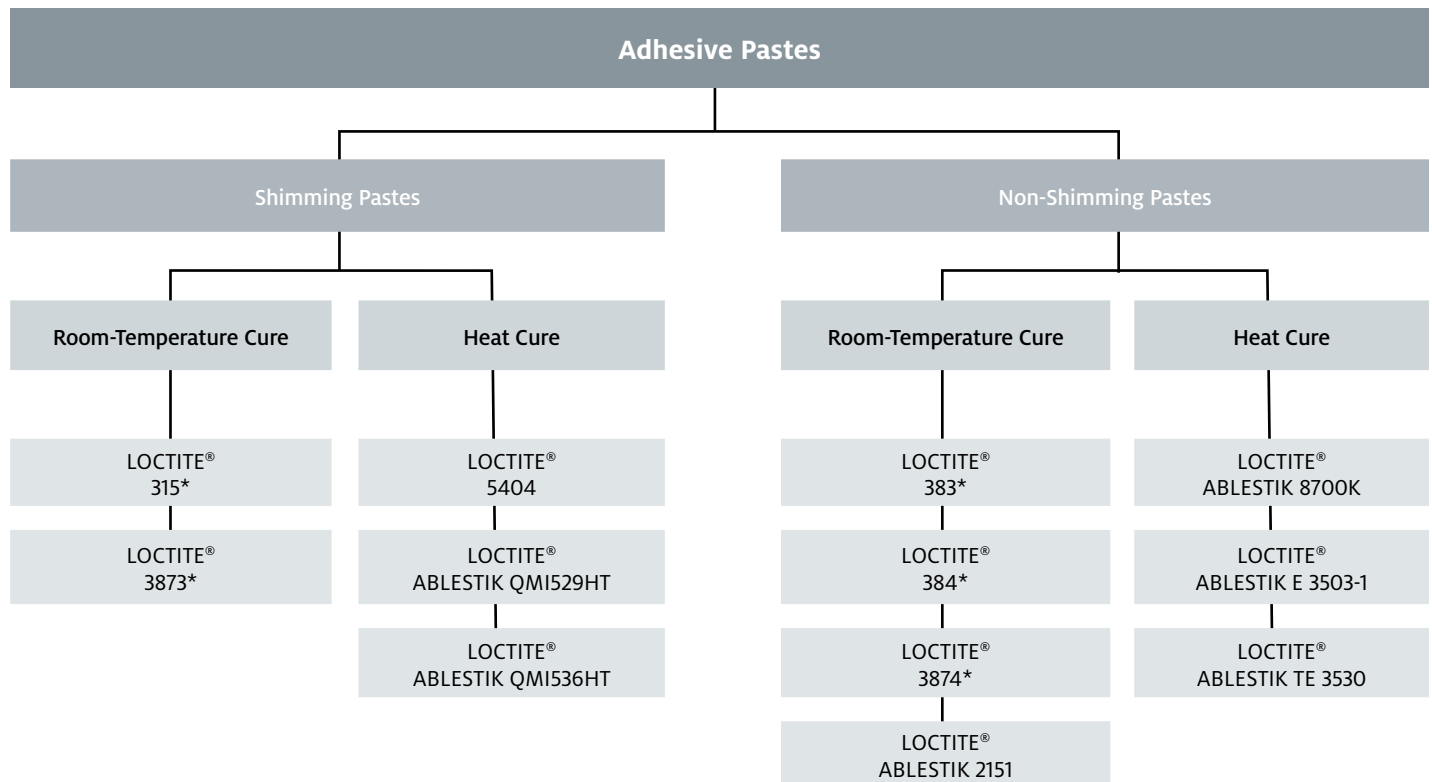 Adhesive Pastes
Shimming Pastes
Non-Shimming Pastes
Room-Temperature Cure
Heat Cure
Room-Temperature Cure
Heat Cure
LOCTITE®
315*
LOCTITE®
3873*
LOCTITE®
5404
LOCTITE®
ABLESTIK QMI529HT
LOCTITE®
ABLESTIK QMI536HT
LOCTITE®
383*
LOCTITE®
384*
LOCTITE®
3874*
LOCTITE®
ABLESTIK 2151
LOCTITE®
ABLESTIK 8700K
LOCTITE®
ABLESTIK E 3503-1
LOCTITE®
ABLESTIK TE 3530